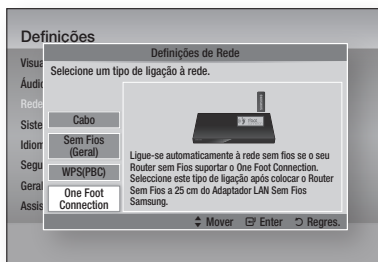 Definições
Definições de Rede
Selecione um tipo de ligação à rede.
Visua
Áudio
Rede
Siste
Idiom
Segu
Geral
Assis
Cabo
Sem Fios
(Geral)
WPS(PBC)
One Foot
Connection
Ligue-se automaticamente à rede sem fios se o seu
Router sem Fios suportar o One Foot Connection.
Seleccione este tipo de ligação após colocar o Router
Sem Fios a 25 cm do Adaptador LAN Sem Fios
Samsung.
Mover Enter Regres.